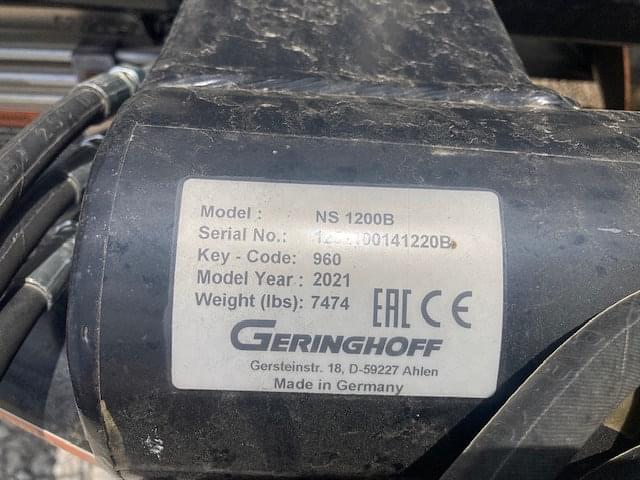 Model : NS 1200B
Serial No.:
Key - Code: 960
Model Year : 2021
Weight (lbs): 7474
EAC CE
GERINGHOFF
Gersteinstr. 18, D-59227 Ahlen
Made in Germany